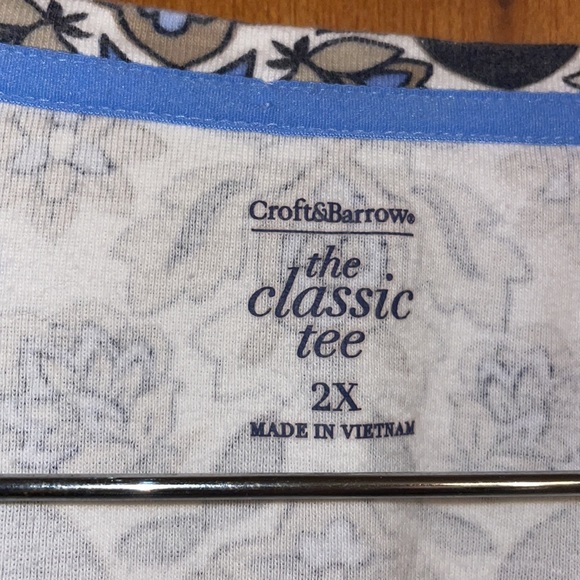 Croft&Barrow®
the
classic
tee
2X
MADE IN VIETNAM